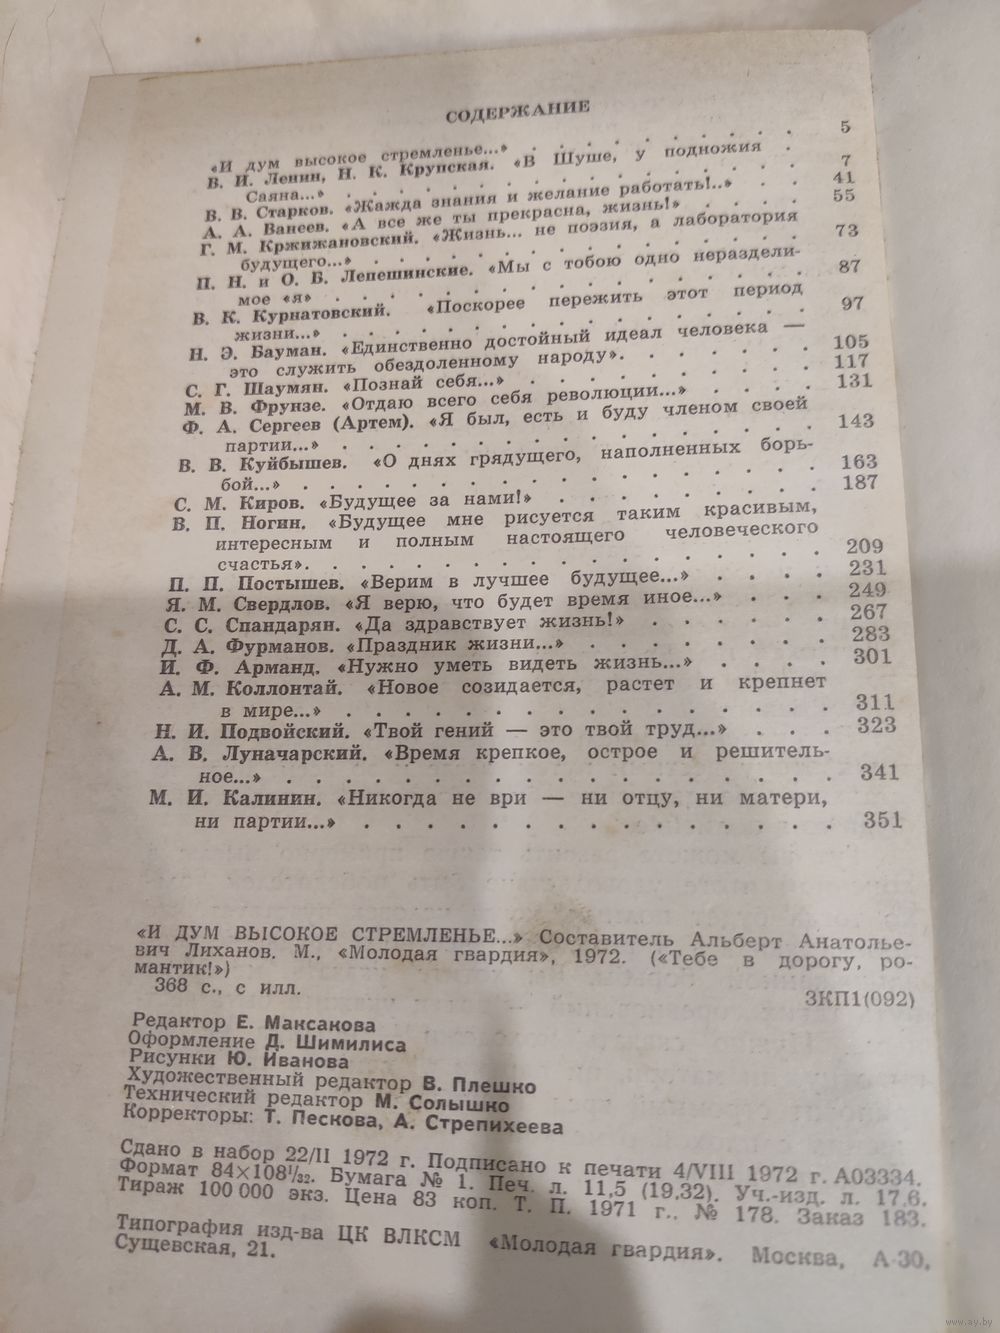 СОДЕРЖАНИЕ
«И дум высокое стремленье...» . . . . . . . 5
В. И. Ленин, Н. К. Крупская. «В Шуше, у подножия
Саяна...» . . . . . . . . . . . . 7
В. В. Старков. «Жажда знания и желание работать!..» . . 41
А. А. Ванеев. «А все же ты прекрасна, жизнь!» . . . . 55
Г. М. Кржижановский. «Жизнь... не поэзия, а лаборатория
будущего...» . . . . . . . . . . . . 73
П. Н. и О. Б. Лепешинские. «Мы с тобою одно неразделимое «я» . . . . . . . . . . . . 87
В. К. Курнатовский. «Поскорее пережить этот период
жизни...» . . . . . . . . . . . . 97
Н. Э. Бауман. «Единственно достойный идеал человека —
это служить обездоленному народу». . . . . . . 105
С. Г. Шаумян. «Познай себя...» . . . . . . . . 117
М. В. Фрунзе. «Отдаю всего себя революции...» . . . . 131
Ф. А. Сергеев (Артем). «Я был, есть и буду членом своей
партии...» . . . . . . . . . . . . 143
В. В. Куйбышев. «О днях грядущего, наполненных борь-
бой...» . . . . . . . . . . . . . 163
С. М. Киров. «Будущее за нами!» . . . . . . . 187
В. П. Ногин. «Будущее мне рисуется таким красивым,
интересным и полным настоящего человеческого
счастья». . . . . . . . . . . . . 209
П. П. Постышев. «Верим в лучшее будущее...» . . . . 231
Я. М. Свердлов. «Я верю, что будет время иное...» . . . 249
С. С. Спандарян. «Да здравствует жизнь!» . . . . . 267
Д. А. Фурманов. «Праздник жизни...» . . . . . . 283
И. Ф. Арманд. «Нужно уметь видеть жизнь...» . . . . 301
А. М. Коллонтай. «Новое созидается, растет и крепнет
в мире...» . . . . . . . . . . . . 311
Н. И. Подвойский. «Твой гений — это твой труд...» . . . 323
А. В. Луначарский. «Время крепкое, острое и решитель-
ное...» . . . . . . . . . . . . . 341
М. И. Калинин. «Никогда не ври — ни отцу, ни матери,
ни партии...» . . . . . . . . . . . 351
«И ДУМ ВЫСОКОЕ СТРЕМЛЕНЬЕ...» Составитель Альберт Анатолье-
вич Лиханов. М., «Молодая гвардия», 1972. («Тебе в дорогу, ро-
мантик!»)
368 с., с илл.
3КП1(092)
Редактор Е. Максакова
Оформление Д. Шимилиса
Рисунки Ю. Иванова
Художественный редактор В. Плешко
Технический редактор М. Солышко
Корректоры: Т. Пескова, А. Стрепихеева
Сдано в набор 22/II 1972 г. Подписано к печати 4/VIII 1972 г. А03334.
Формат 84×108 1/32. Бумага № 1. Печ. л. 11,5 (19,32). Уч.-изд. л. 17,6.
Тираж 100 000 экз. Цена 83 коп. Т. П. 1971 г., № 178. Заказ 183.
Типография изд-ва ЦК ВЛКСМ «Молодая гвардия». Москва, А-30,
Сущевская, 21.
www.ay.by